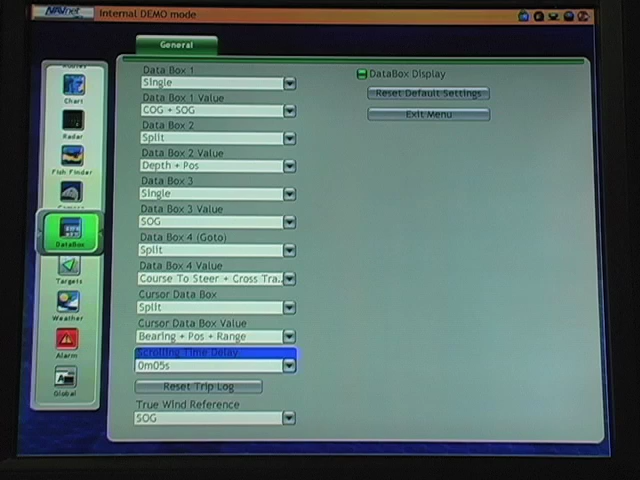 NAVnet
Internal DEMO mode
General
Chart
Radar
Fish Finder
DataBox
Targets
Weather
Alarm
Global
Data Box 1
Single
Data Box 1 Value
COG + SOG
Data Box 2
Split
Data Box 2 Value
Depth + Pos
Data Box 3
Single
Data Box 3 Value
SOG
Data Box 4 (Goto)
Split
Data Box 4 Value
Course To Steer + Cross Tra..
Cursor Data Box
Split
Cursor Data Box Value
Bearing + Pos + Range
Scrolling Time Delay
0m05s
Reset Trip Log
True Wind Reference
SOG
DataBox Display
Reset Default Settings
Exit Menu